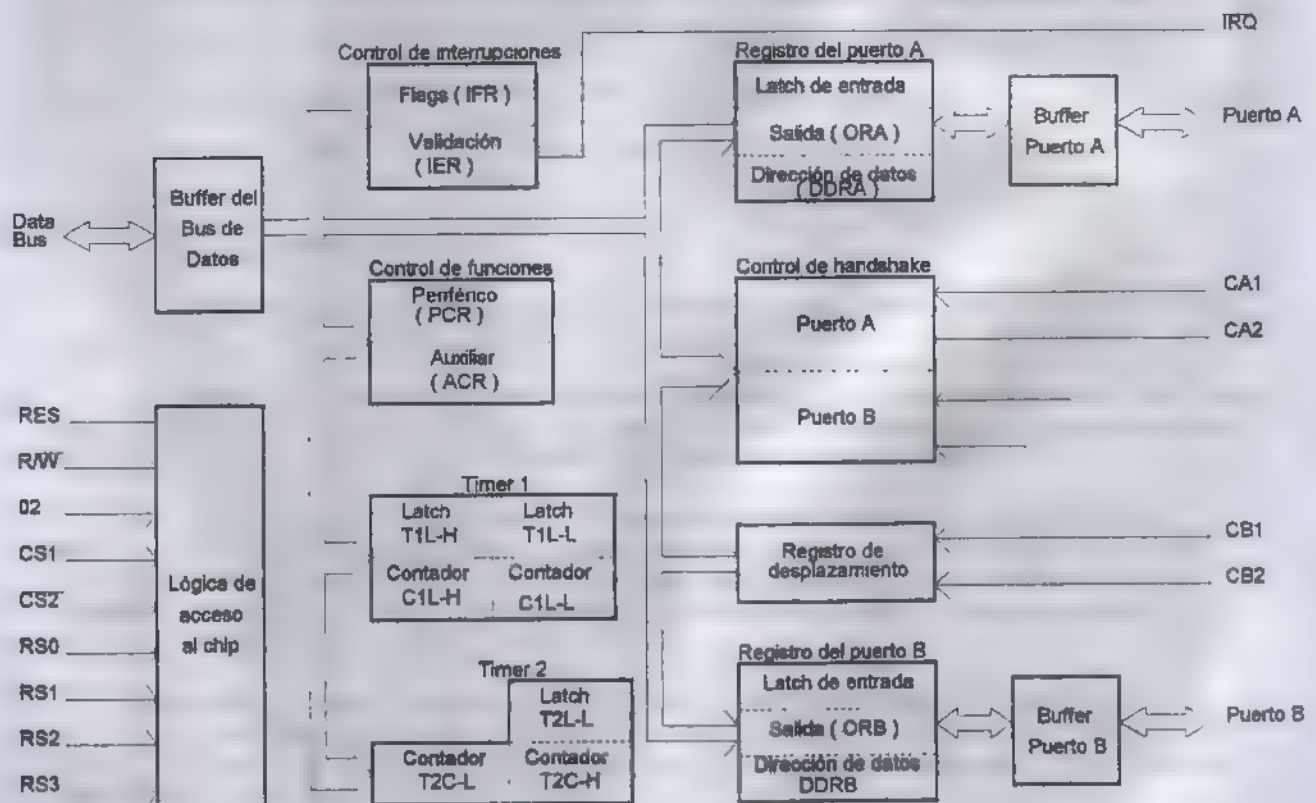 IRQ
Control de interrupciones
Flags ( IFR )
Validación
( IER )
Registro del puerto A
Latch de entrada
Salida ( ORA )
Dirección de datos
( DDRA )
Buffer
Puerto A
Puerto A
Data
Bus
Buffer del
Bus de
Datos
Control de funciones
Periférico
( PCR )
Auxiliar
( ACR )
Control de handshake
Puerto A
Puerto B
CA1
CA2
RES
R/W
02
CS1
CS2
RS0
RS1
RS2
RS3
Lógica de
acceso
al chip
Timer 1
Latch
T1L-H
Latch
T1L-L
Contador
C1L-H
Contador
C1L-L
Registro de
desplazamiento
CB1
CB2
Timer 2
Latch
T2L-L
Contador
T2C-L
Contador
T2C-H
Registro del puerto B
Latch de entrada
Salida ( ORB )
Dirección de datos
DDRB
Buffer
Puerto B
Puerto B